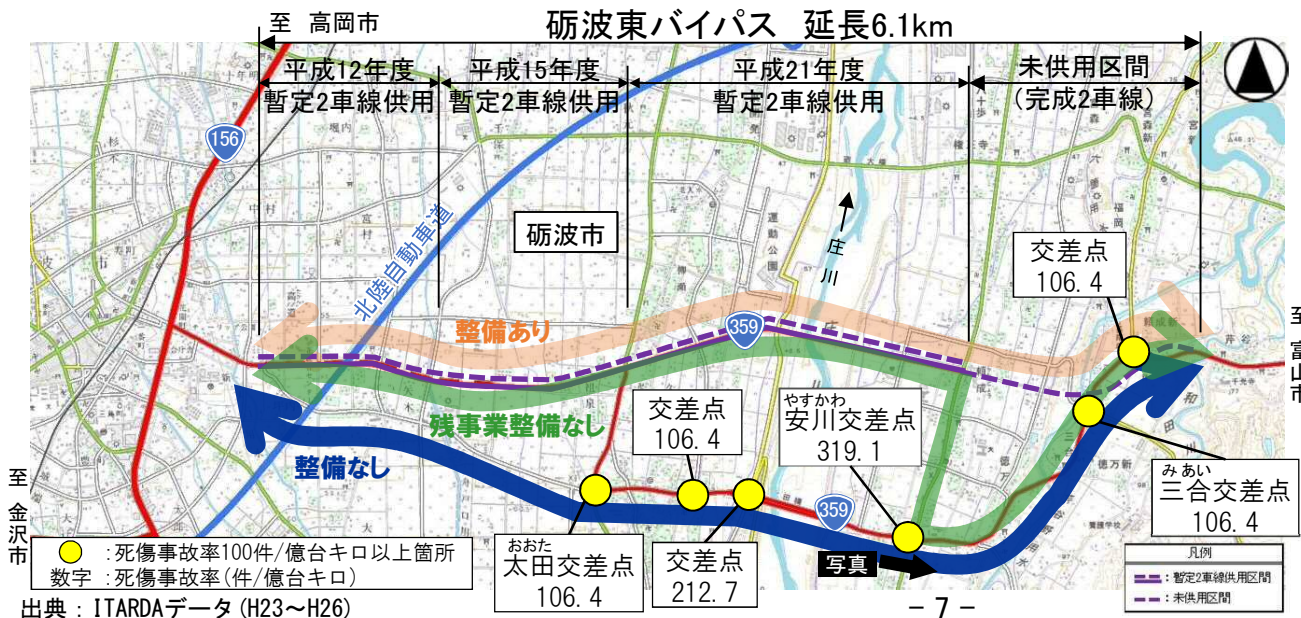 至 高岡市
砺波東バイパス 延長6.1km
平成12年度
暫定2車線供用
平成15年度
暫定2車線供用
平成21年度
暫定2車線供用
未供用区間
(完成2車線)
156
北陸自動車道
砺波市
運動公園
庄川
交差点
106.4
整備あり
359
至 富山市
残事業整備なし
整備なし
交差点
106.4
やすかわ
安川交差点
319.1
みあい
三合交差点
106.4
359
至 金沢市
おおた
太田交差点
106.4
交差点
212.7
写真
:死傷事故率100件/億台キロ以上箇所
数字 :死傷事故率(件/億台キロ)
凡例
:暫定2車線供用区間
:未供用区間
出典：ITARDAデータ(H23～H26)
－7－